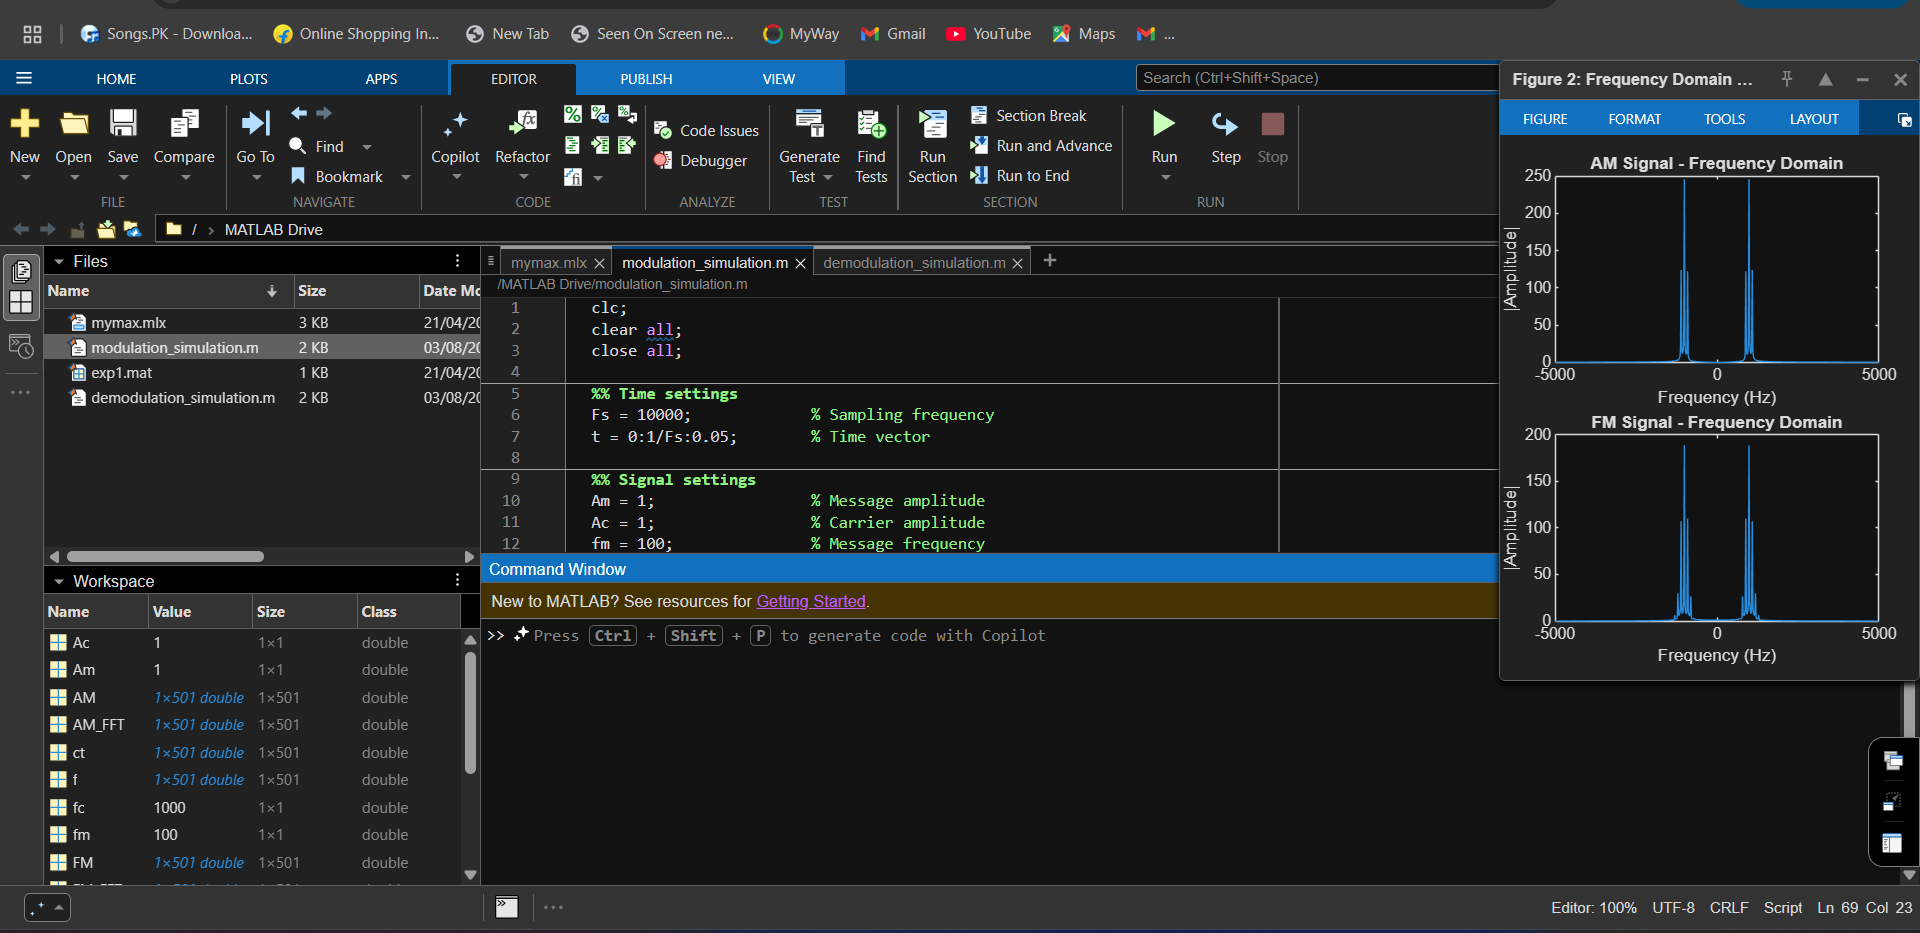 Songs.PK - Downloa...
Online Shopping In...
New Tab
Seen On Screen ne...
MyWay
Gmail
YouTube
Maps
...
HOME
PLOTS
APPS
EDITOR
PUBLISH
VIEW
Search (Ctrl+Shift+Space)
New
Open
Save
Compare
FILE
Go To
Find
Bookmark
NAVIGATE
Copilot
Refactor
CODE
Code Issues
Debugger
ANALYZE
Generate Test
Find Tests
TEST
Run Section
Section Break
Run and Advance
Run to End
SECTION
Run
Step
Stop
RUN
/ › MATLAB Drive
Files
Name Size Date Mo
mymax.mlx 3 KB 21/04/20
modulation_simulation.m 2 KB 03/08/20
exp1.mat 1 KB 21/04/20
demodulation_simulation.m 2 KB 03/08/20
Workspace
Name Value Size Class
Ac 1 1×1 double
Am 1 1×1 double
AM 1×501 double 1×501 double
AM_FFT 1×501 double 1×501 double
ct 1×501 double 1×501 double
f 1×501 double 1×501 double
fc 1000 1×1 double
fm 100 1×1 double
FM 1×501 double 1×501 double
mymax.mlx
modulation_simulation.m
demodulation_simulation.m
/MATLAB Drive/modulation_simulation.m
1 clc;
2 clear all;
3 close all;
4
5 %% Time settings
6 Fs = 10000; % Sampling frequency
7 t = 0:1/Fs:0.05; % Time vector
8
9 %% Signal settings
10 Am = 1; % Message amplitude
11 Ac = 1; % Carrier amplitude
12 fm = 100; % Message frequency
Command Window
New to MATLAB? See resources for Getting Started.
>> Press Ctrl + Shift + P to generate code with Copilot
Figure 2: Frequency Domain ...
FIGURE
FORMAT
TOOLS
LAYOUT
AM Signal - Frequency Domain
|Amplitude|
250
200
150
100
50
0
-5000 0 5000
Frequency (Hz)
FM Signal - Frequency Domain
|Amplitude|
200
150
100
50
0
-5000 0 5000
Frequency (Hz)
Editor: 100% UTF-8 CRLF Script Ln 69 Col 23